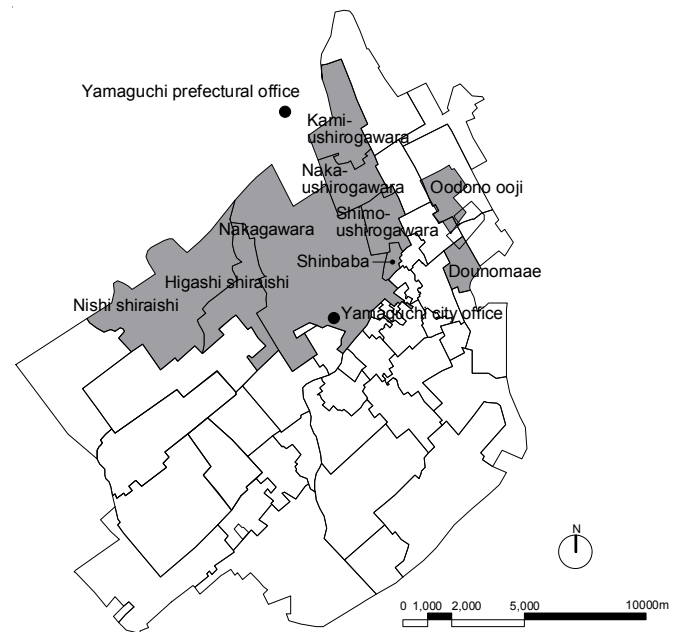 Yamaguchi prefectural office
Kami-
ushirogawara
Naka-
ushirogawara
Oodono ooji
Shimo-
ushirogawara
Nakagawara
Shinbaba
Dounomaae
Higashi shiraishi
Nishi shiraishi
Yamaguchi city office
N
0 1,000 2,000 5,000 10000m